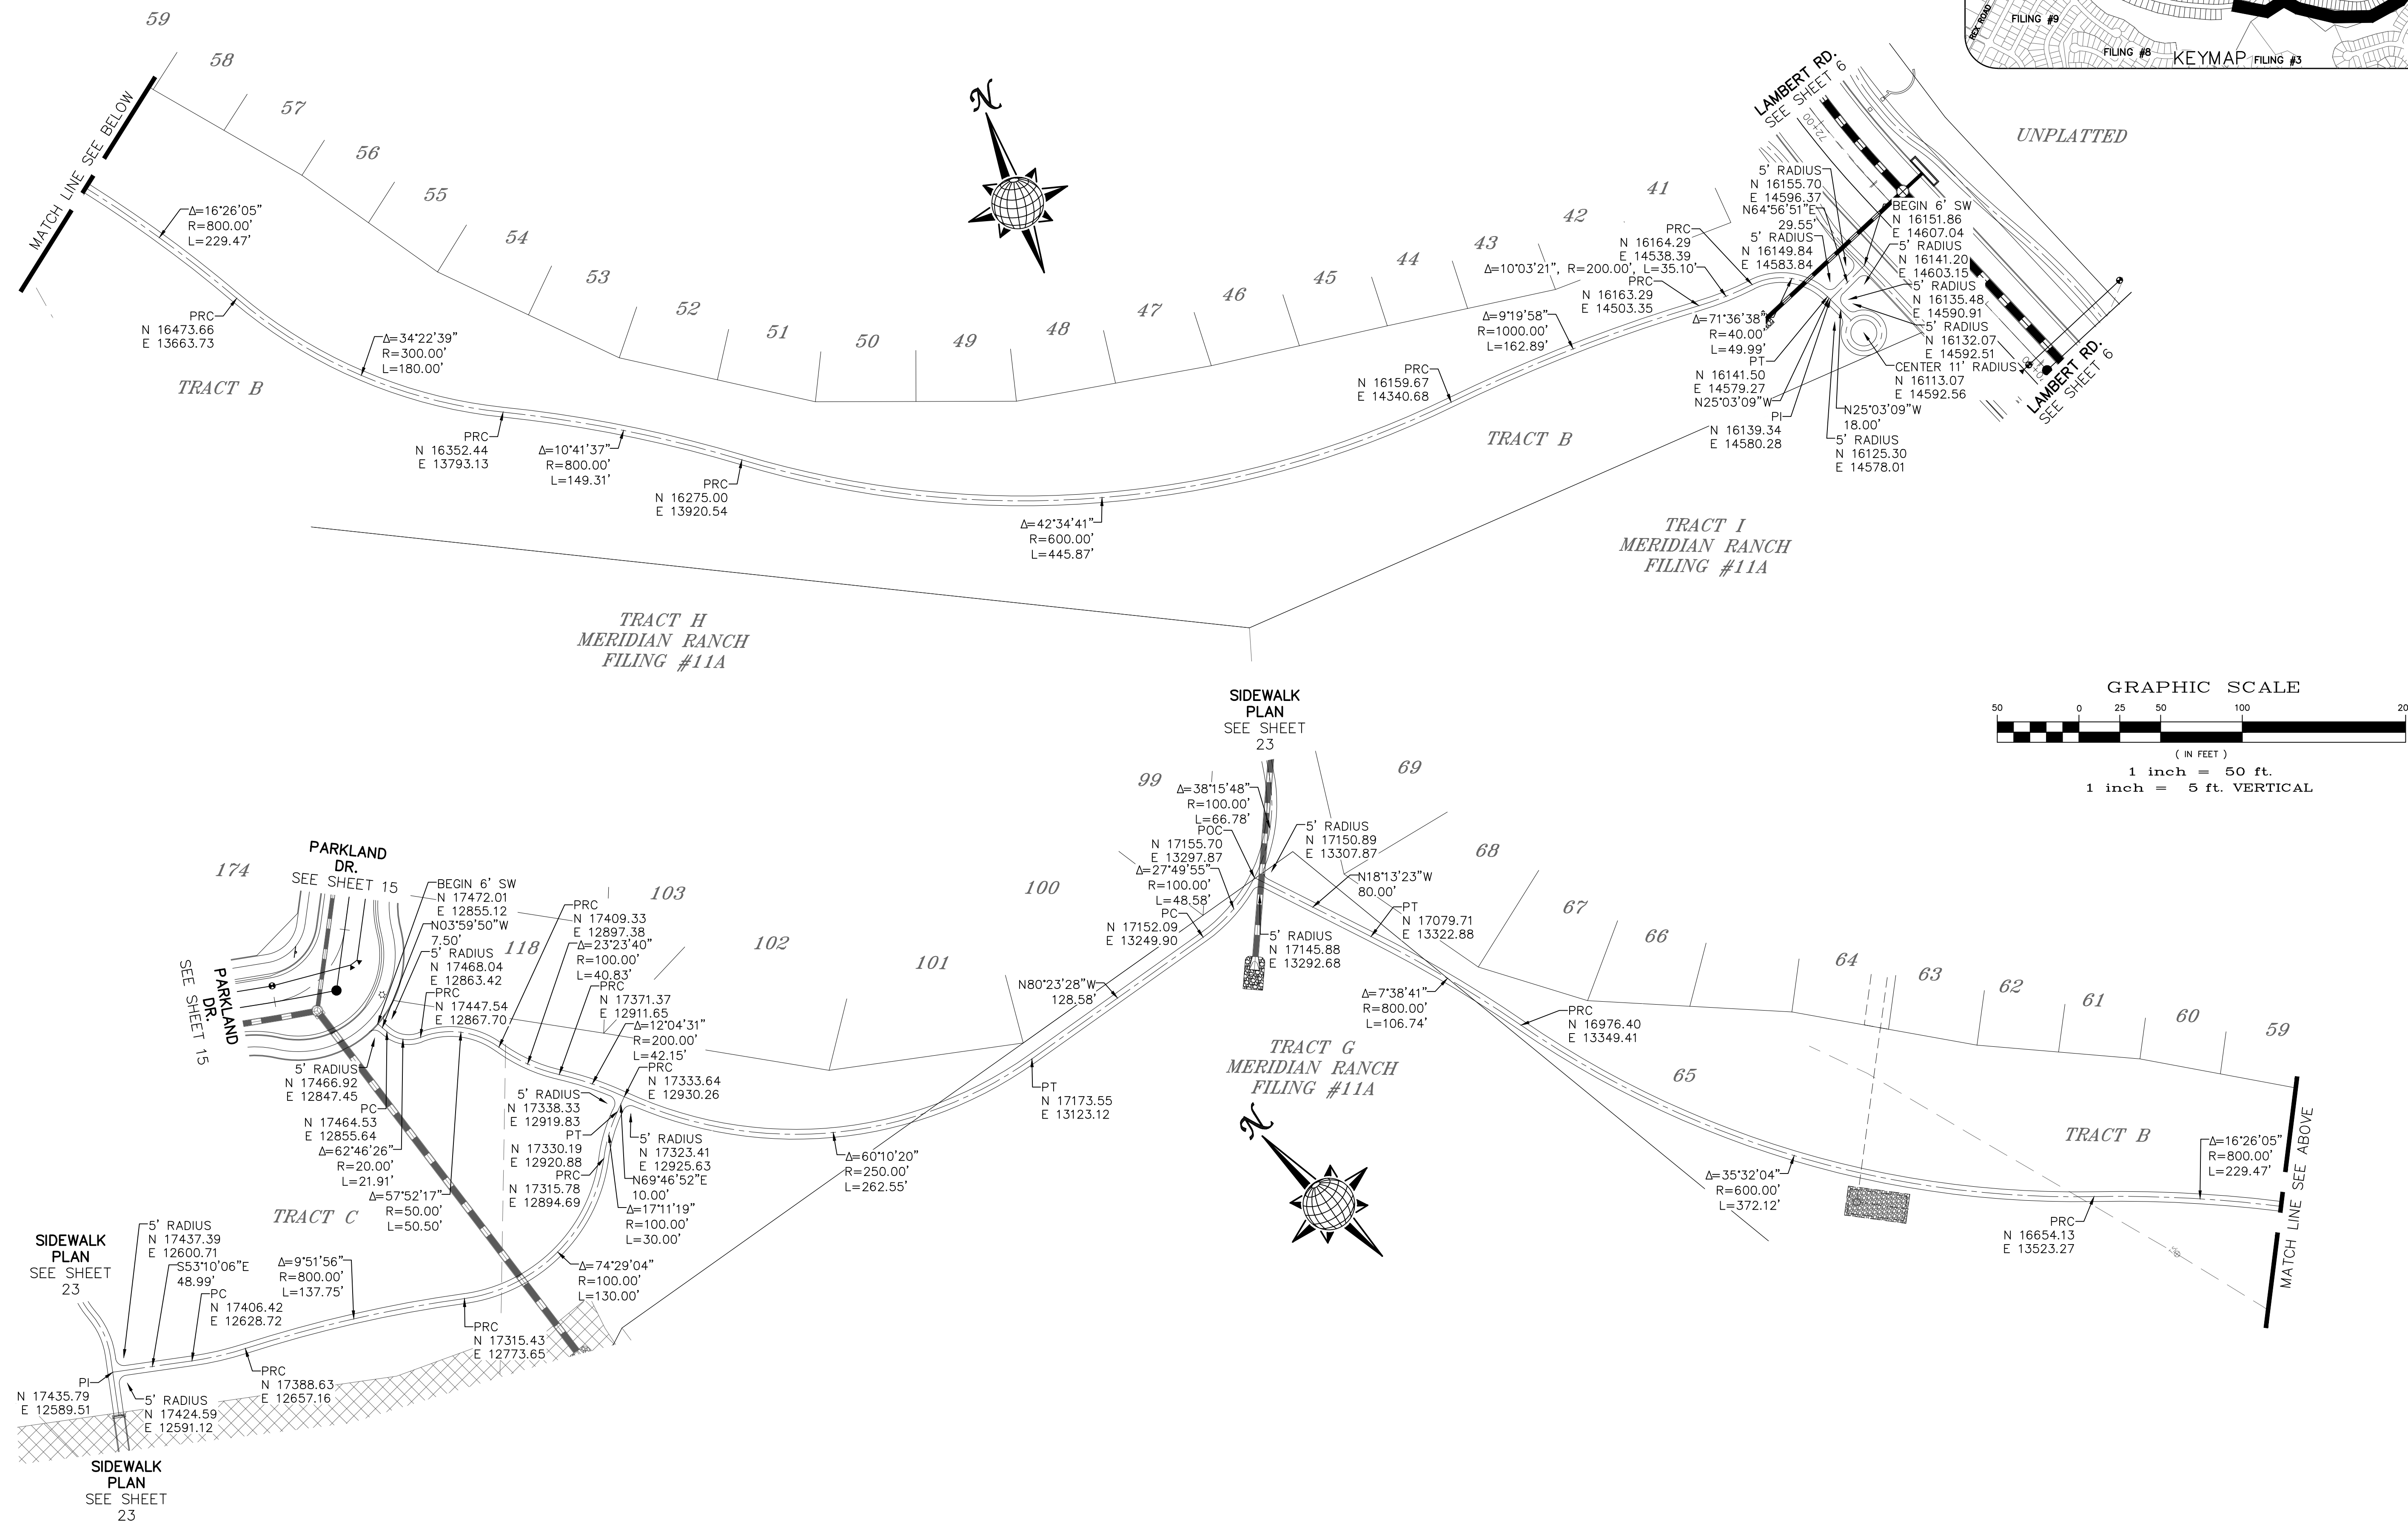 REX ROAD
FILING #9
FILING #8
KEYMAP
FILING #3
59
58
57
56
55
54
53
52
51
50
49
48
47
46
45
44
43
42
41
MATCH LINE SEE BELOW
N
LAMBERT RD.
SEE SHEET 6
72+00
UNPLATTED
Δ=16°26'05"
R=800.00'
L=229.47'
PRC
N 16473.66
E 13663.73
Δ=34°22'39"
R=300.00'
L=180.00'
TRACT B
PRC
N 16352.44
E 13793.13
Δ=10°41'37"
R=800.00'
L=149.31'
PRC
N 16275.00
E 13920.54
Δ=42°34'41"
R=600.00'
L=445.87'
PRC
N 16159.67
E 14340.68
Δ=9°19'58"
R=1000.00'
L=162.89'
PRC
N 16163.29
E 14503.35
Δ=10°03'21", R=200.00', L=35.10'
PRC
N 16164.29
E 14538.39
5' RADIUS
N 16155.70
E 14596.37
N64°56'51"E
29.55'
5' RADIUS
N 16149.84
E 14583.84
BEGIN 6' SW
N 16151.86
E 14607.04
5' RADIUS
N 16141.20
E 14603.15
5' RADIUS
N 16135.48
E 14590.91
5' RADIUS
N 16132.07
E 14592.51
CENTER 11' RADIUS
N 16113.07
E 14592.56
Δ=71°36'38"
R=40.00'
L=49.99'
PT
N 16141.50
E 14579.27
N25°03'09"W
PI
N 16139.34
E 14580.28
N25°03'09"W
18.00'
5' RADIUS
N 16125.30
E 14578.01
LAMBERT RD.
SEE SHEET 6
TRACT B
TRACT I
MERIDIAN RANCH
FILING #11A
TRACT H
MERIDIAN RANCH
FILING #11A
GRAPHIC SCALE
50 0 25 50 100 20
( IN FEET )
1 inch = 50 ft.
1 inch = 5 ft. VERTICAL
SIDEWALK
PLAN
SEE SHEET
23
99
69
68
67
66
64
63
62
61
60
59
65
Δ=38°15'48"
R=100.00'
L=66.78'
POC
N 17155.70
E 13297.87
Δ=27°49'55"
R=100.00'
L=48.58'
PC
N 17152.09
E 13249.90
5' RADIUS
N 17150.89
E 13307.87
N18°13'23"W
80.00'
PT
N 17079.71
E 13322.88
5' RADIUS
N 17145.88
E 13292.68
N80°23'28"W
128.58'
Δ=7°38'41"
R=800.00'
L=106.74'
PRC
N 16976.40
E 13349.41
TRACT G
MERIDIAN RANCH
FILING #11A
N
Δ=35°32'04"
R=600.00'
L=372.12'
PRC
N 16654.13
E 13523.27
TRACT B
Δ=16°26'05"
R=800.00'
L=229.47'
MATCH LINE SEE ABOVE
174
PARKLAND
DR.
SEE SHEET 15
PARKLAND
DR.
SEE SHEET 15
BEGIN 6' SW
N 17472.01
E 12855.12
N03°59'50"W
7.50'
5' RADIUS
N 17468.04
E 12863.42
PRC
N 17447.54
E 12867.70
118
103
102
101
100
PRC
N 17409.33
E 12897.38
Δ=23°23'40"
R=100.00'
L=40.83'
PRC
N 17371.37
E 12911.65
Δ=12°04'31"
R=200.00'
L=42.15'
PRC
N 17333.64
E 12930.26
5' RADIUS
N 17466.92
E 12847.45
PC
N 17464.53
E 12855.64
Δ=62°46'26"
R=20.00'
L=21.91'
Δ=57°52'17"
R=50.00'
L=50.50'
5' RADIUS
N 17338.33
E 12919.83
PT
N 17330.19
E 12920.88
PRC
N 17315.78
E 12894.69
5' RADIUS
N 17323.41
E 12925.63
N69°46'52"E
10.00'
Δ=17°11'19"
R=100.00'
L=30.00'
Δ=74°29'04"
R=100.00'
L=130.00'
PT
N 17173.55
E 13123.12
Δ=60°10'20"
R=250.00'
L=262.55'
TRACT C
SIDEWALK
PLAN
SEE SHEET
23
5' RADIUS
N 17437.39
E 12600.71
S53°10'06"E
48.99'
PC
N 17406.42
E 12628.72
Δ=9°51'56"
R=800.00'
L=137.75'
PRC
N 17315.43
E 12773.65
PRC
N 17388.63
E 12657.16
PI
N 17435.79
E 12589.51
5' RADIUS
N 17424.59
E 12591.12
SIDEWALK
PLAN
SEE SHEET
23